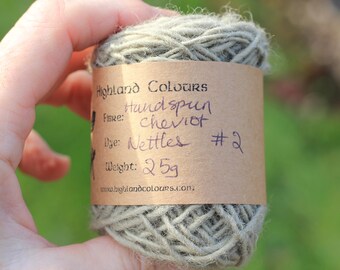 Highland Colours
Handspun
Fibre: Cheviot
Dye: Nettles #2
Weight: 25g
www.highlandcolours.com